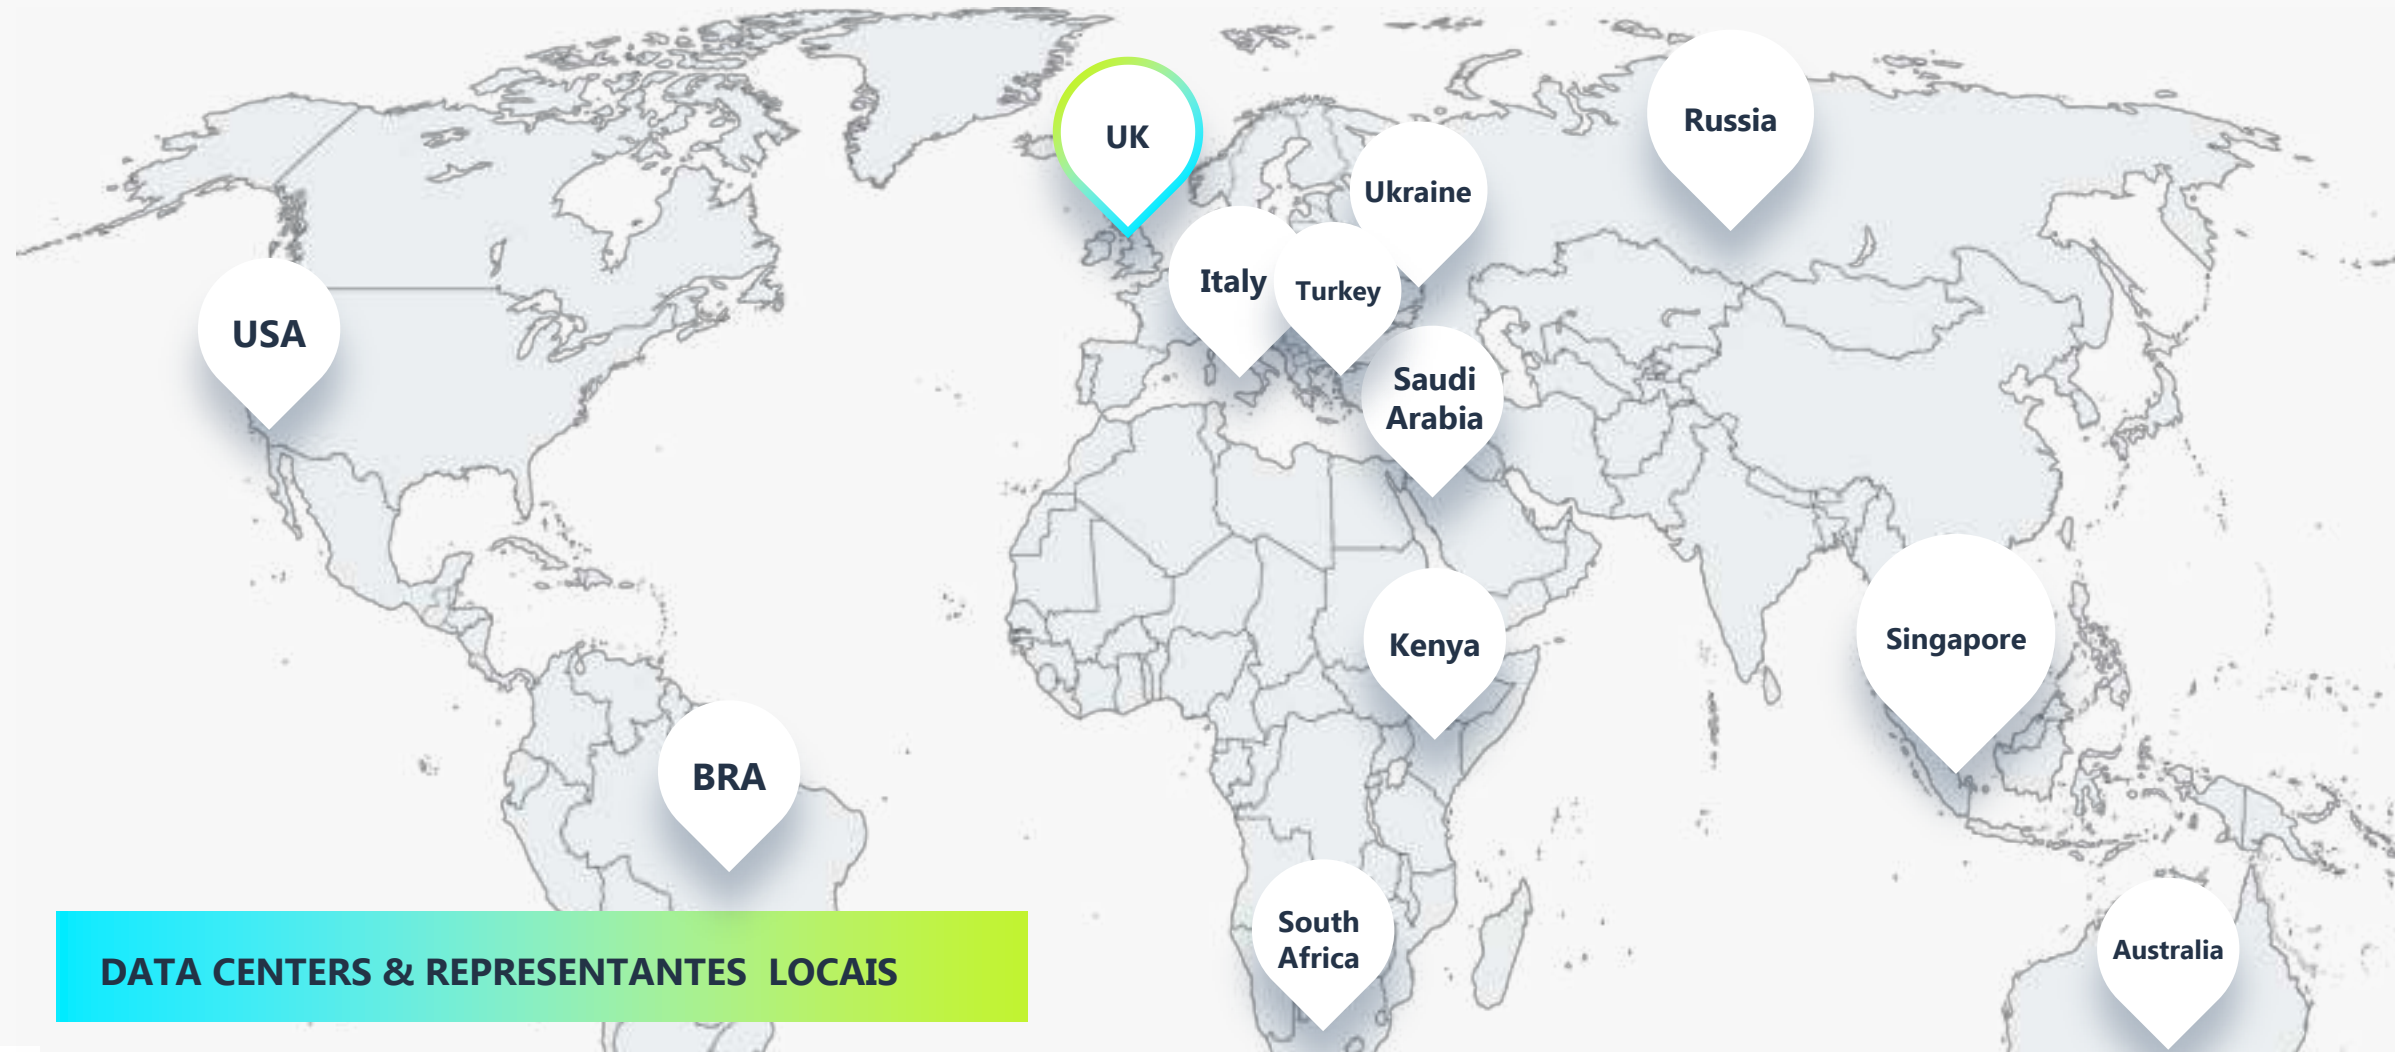 UK
Russia
Ukraine
Italy
Turkey
USA
Saudi
Arabia
Kenya
Singapore
BRA
South
Africa
Australia
DATA CENTERS & REPRESENTANTES LOCAIS